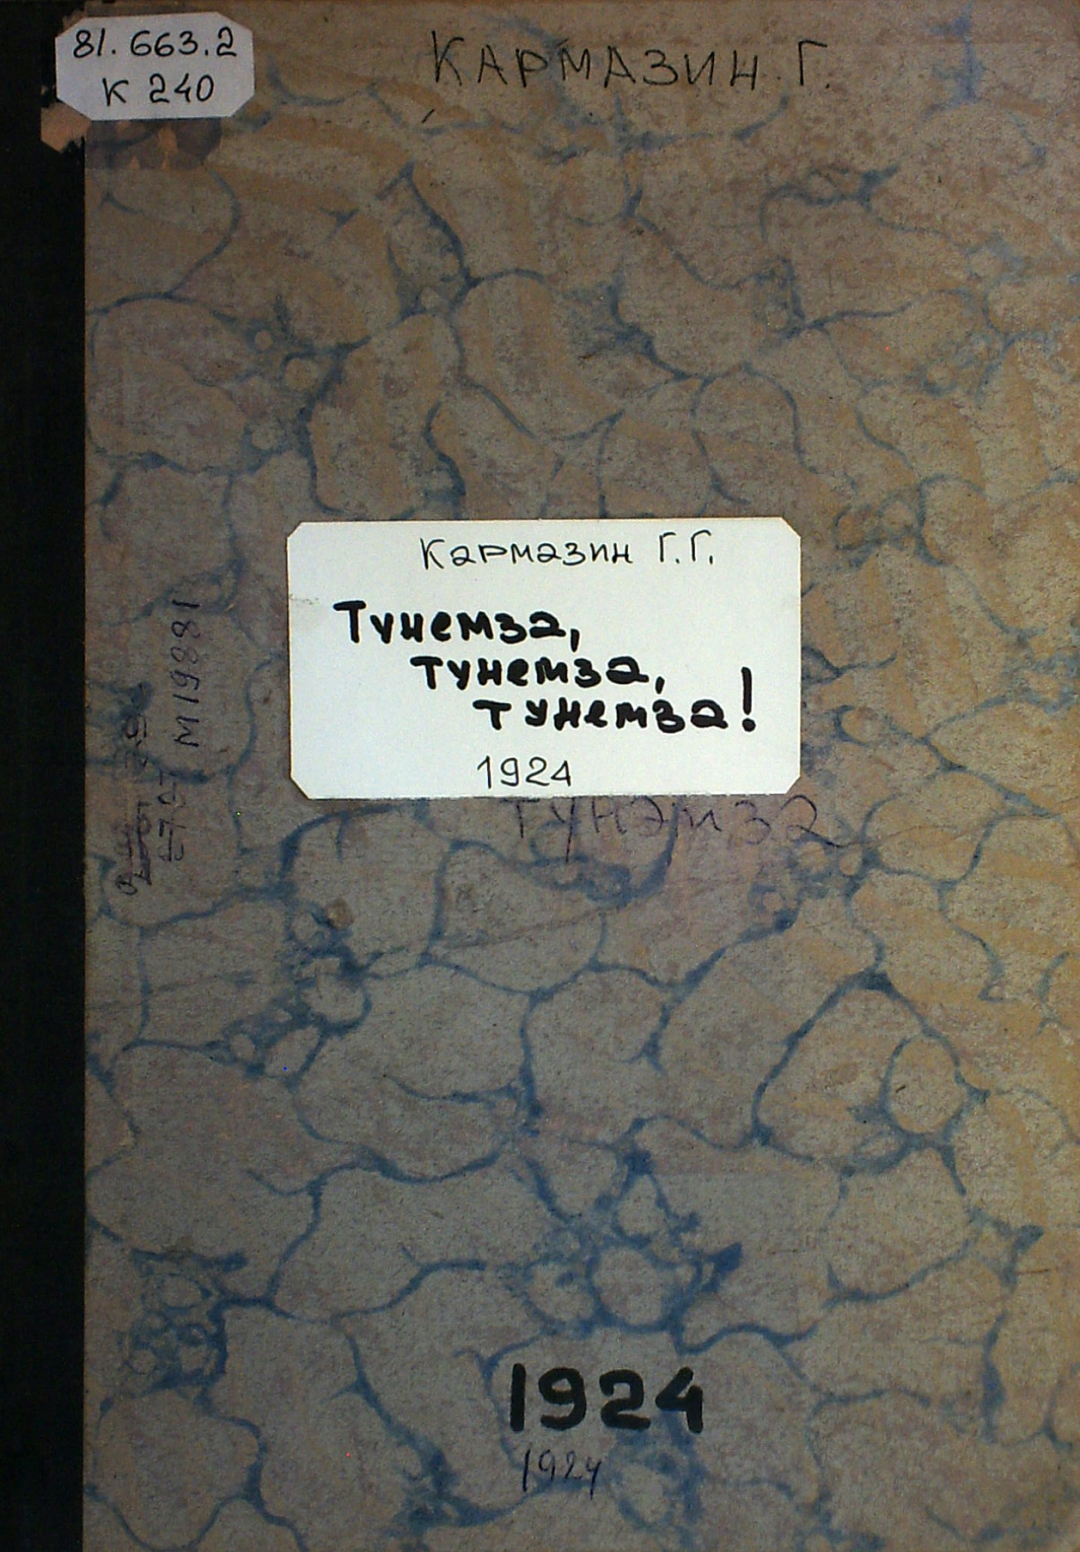 81.663.2
К 240
КАРМАЗИН. Г.
Кармазин Г.Г.
Тунемза,
тунемза,
тунемза!
1924
ТУНЭМЗА
М19881
1924
1924